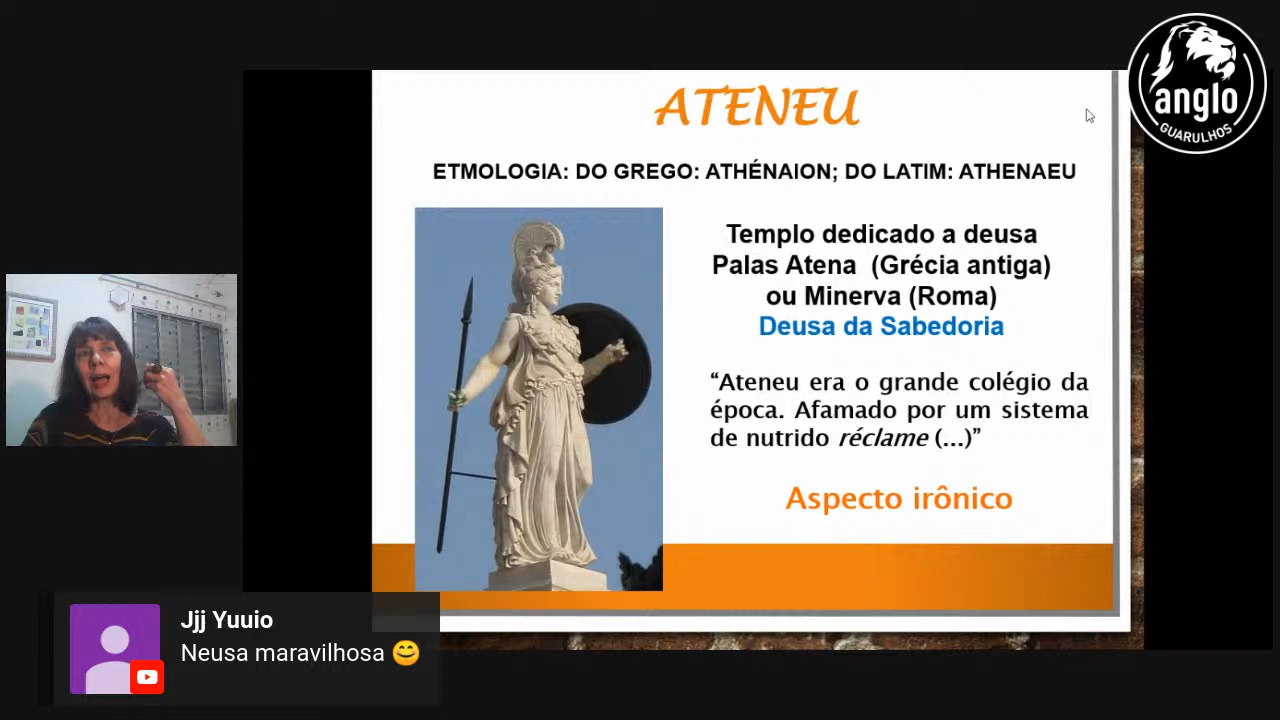 ATENEU
ETMOLOGIA: DO GREGO: ATHÉNAION; DO LATIM: ATHENAEU
Templo dedicado a deusa
Palas Atena (Grécia antiga)
ou Minerva (Roma)
Deusa da Sabedoria
“Ateneu era o grande colégio da
época. Afamado por um sistema
de nutrido réclame (...)”
Aspecto irônico
anglo
GUARULHOS
Jjj Yuuio
Neusa maravilhosa 😊